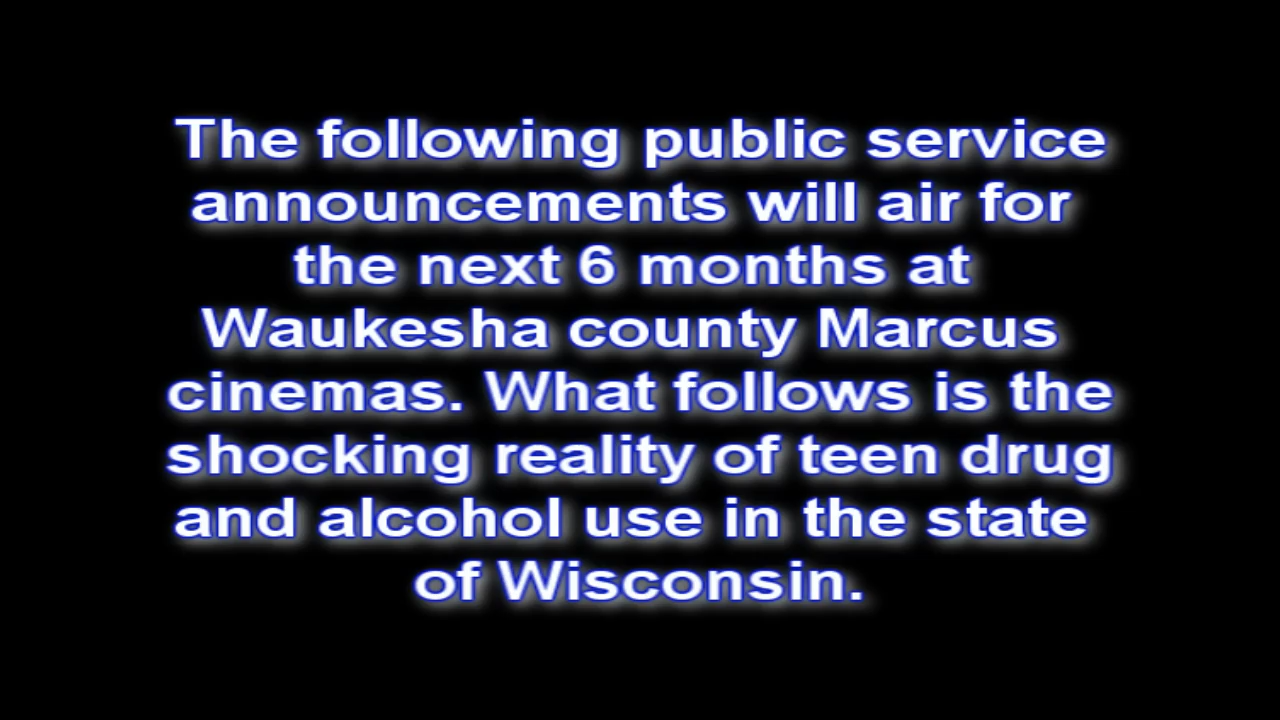 The following public service
announcements will air for
the next 6 months at
Waukesha county Marcus
cinemas. What follows is the
shocking reality of teen drug
and alcohol use in the state
of Wisconsin.